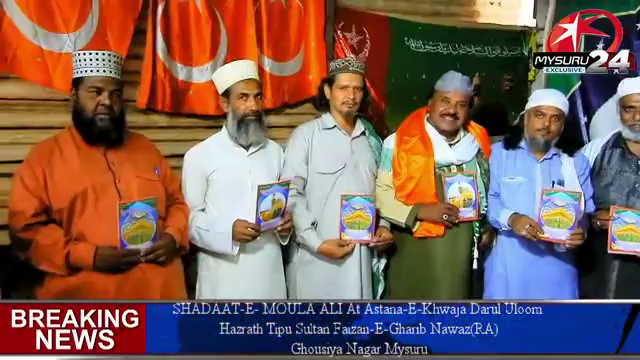 MYSURU
EXCLUSIVE
24
BREAKING
NEWS
SHADAAT-E- MOULA ALI At Astana-E-Khwaja Darul Uloom
Hazrath Tipu Sultan Faizan-E-Gharib Nawaz(RA)
Ghousiya Nagar Mysuru